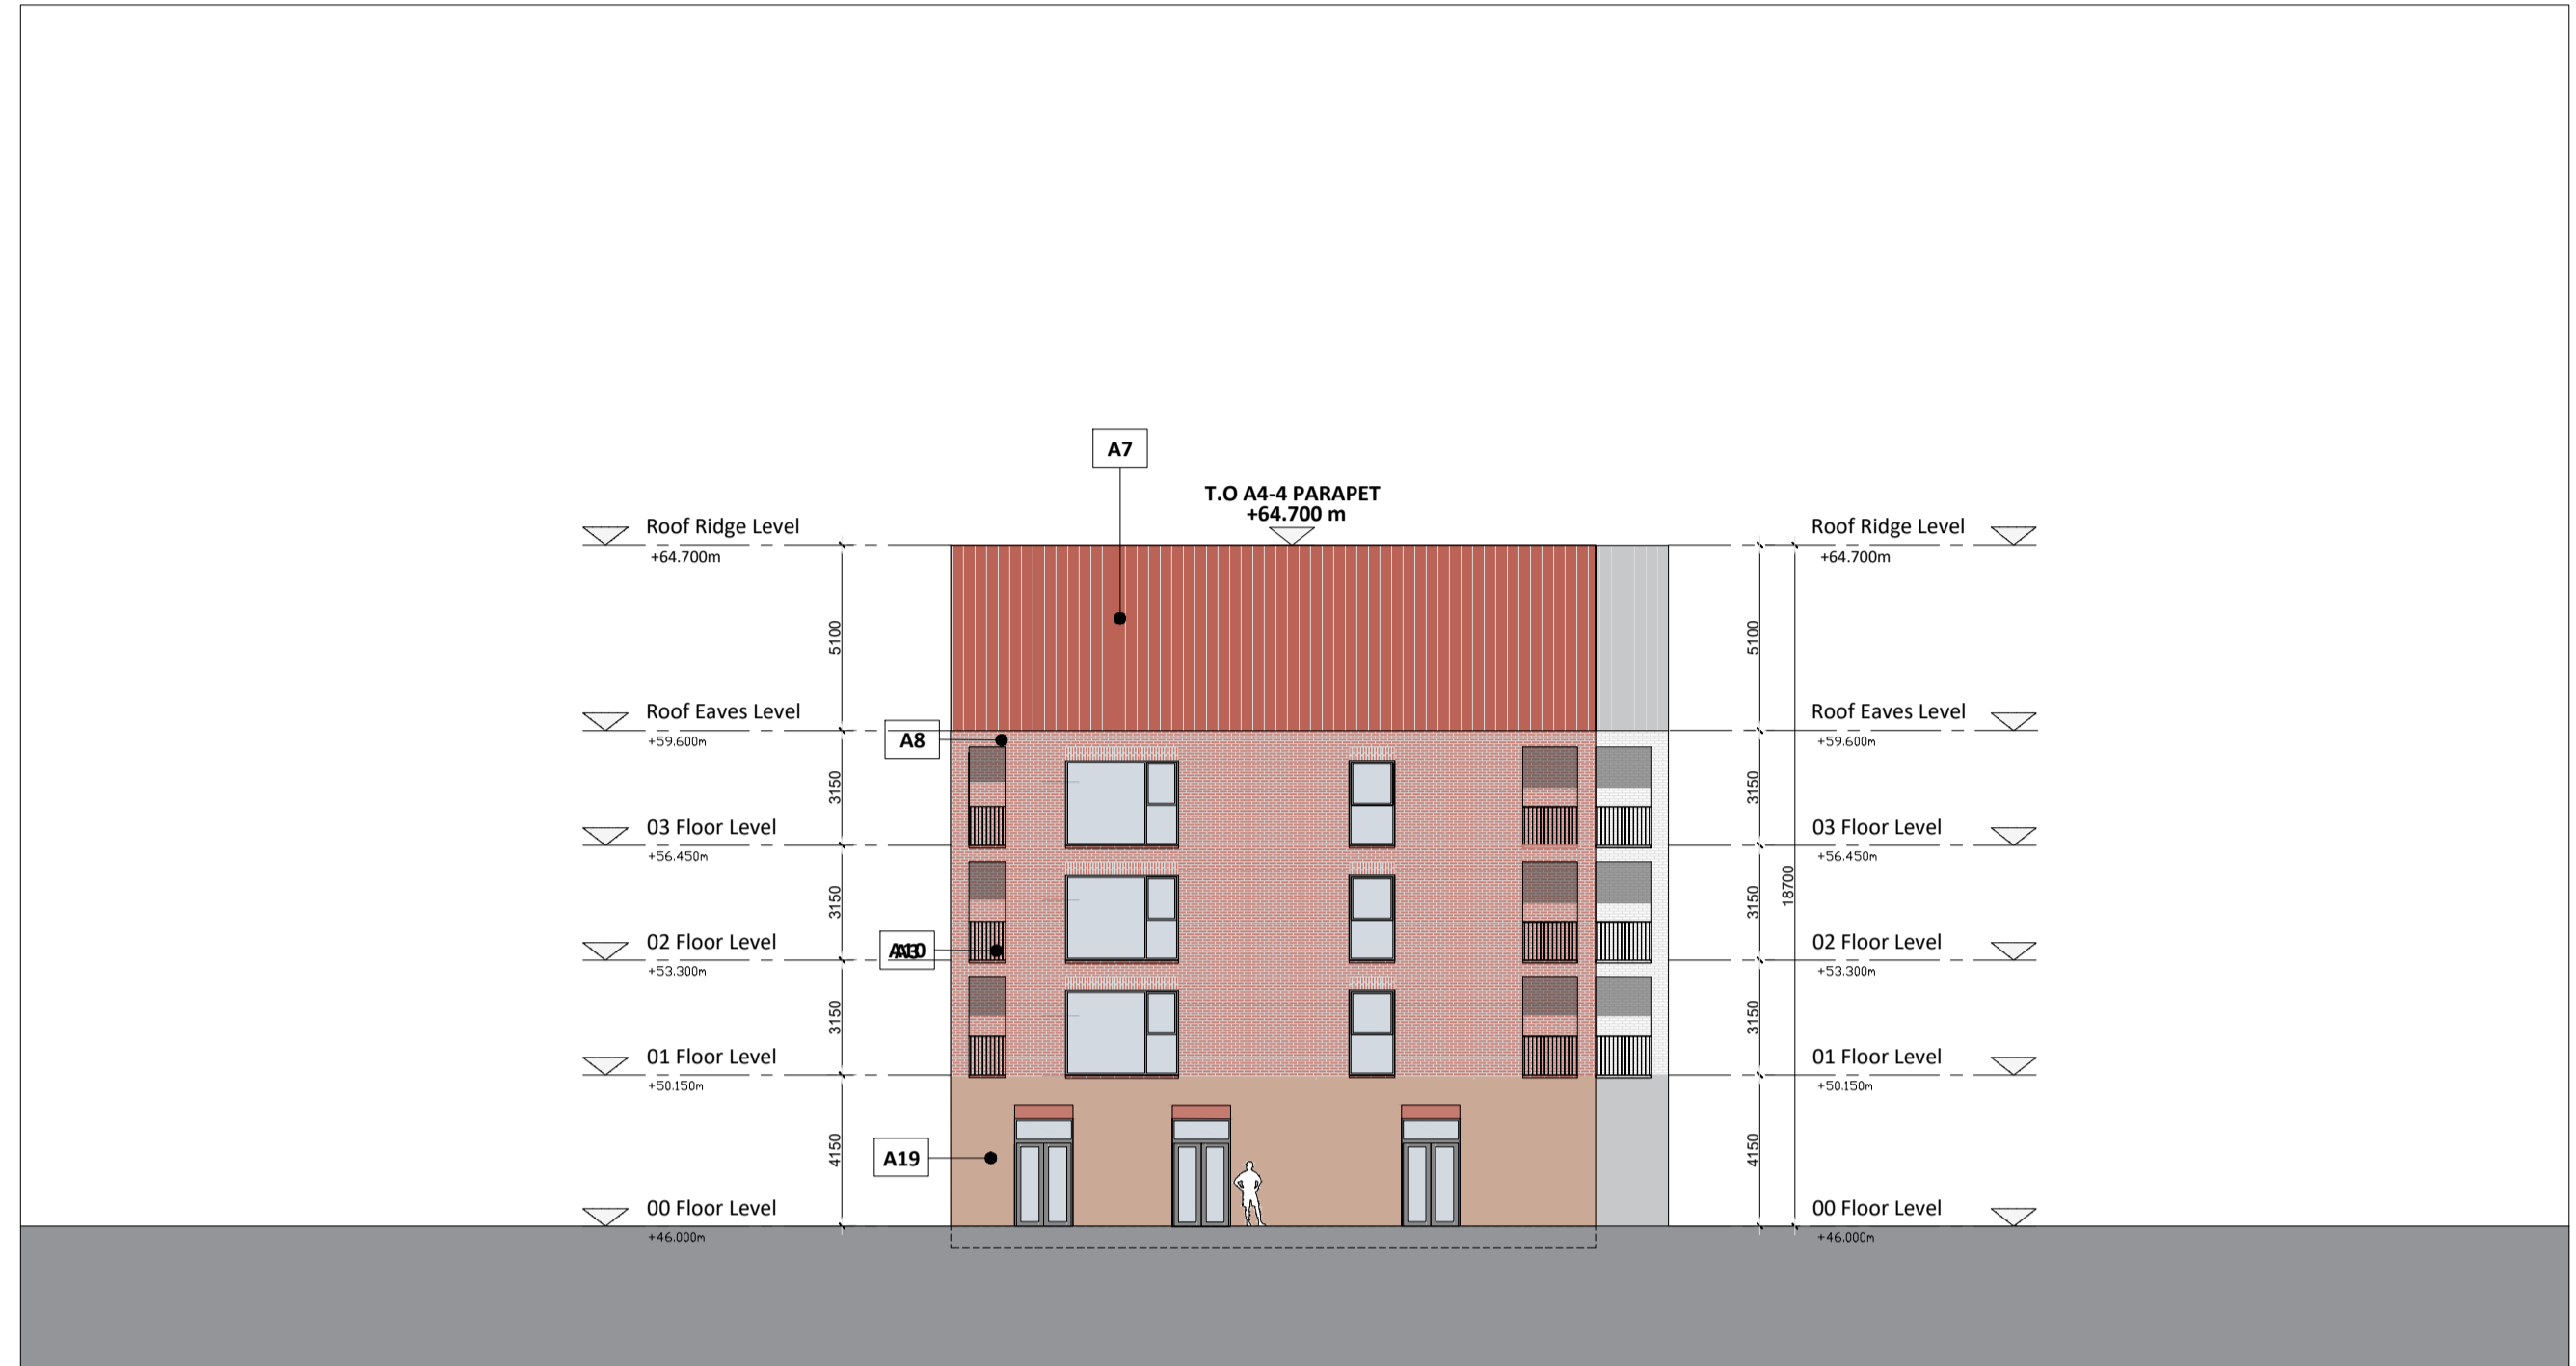 A7
T.O A4-4 PARAPET
+64.700 m
Roof Ridge Level
+64.700m
Roof Ridge Level
+64.700m
5100
5100
Roof Eaves Level
+59.600m
A8
Roof Eaves Level
+59.600m
3150
3150
03 Floor Level
+56.450m
03 Floor Level
+56.450m
3150
3150
18700
02 Floor Level
+53.300m
A10
02 Floor Level
+53.300m
3150
3150
01 Floor Level
+50.150m
01 Floor Level
+50.150m
4150
A19
4150
00 Floor Level
+46.000m
00 Floor Level
+46.000m